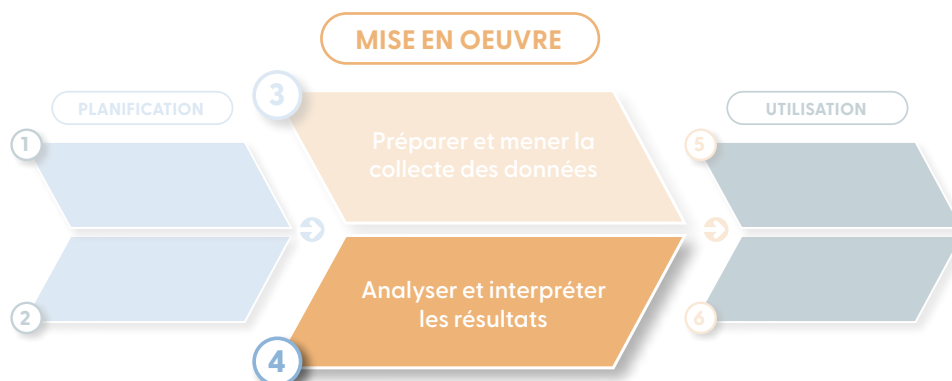 MISE EN OEUVRE
PLANIFICATION
UTILISATION
1
2
3
Préparer et mener la
collecte des données
4
Analyser et interpréter
les résultats
5
6